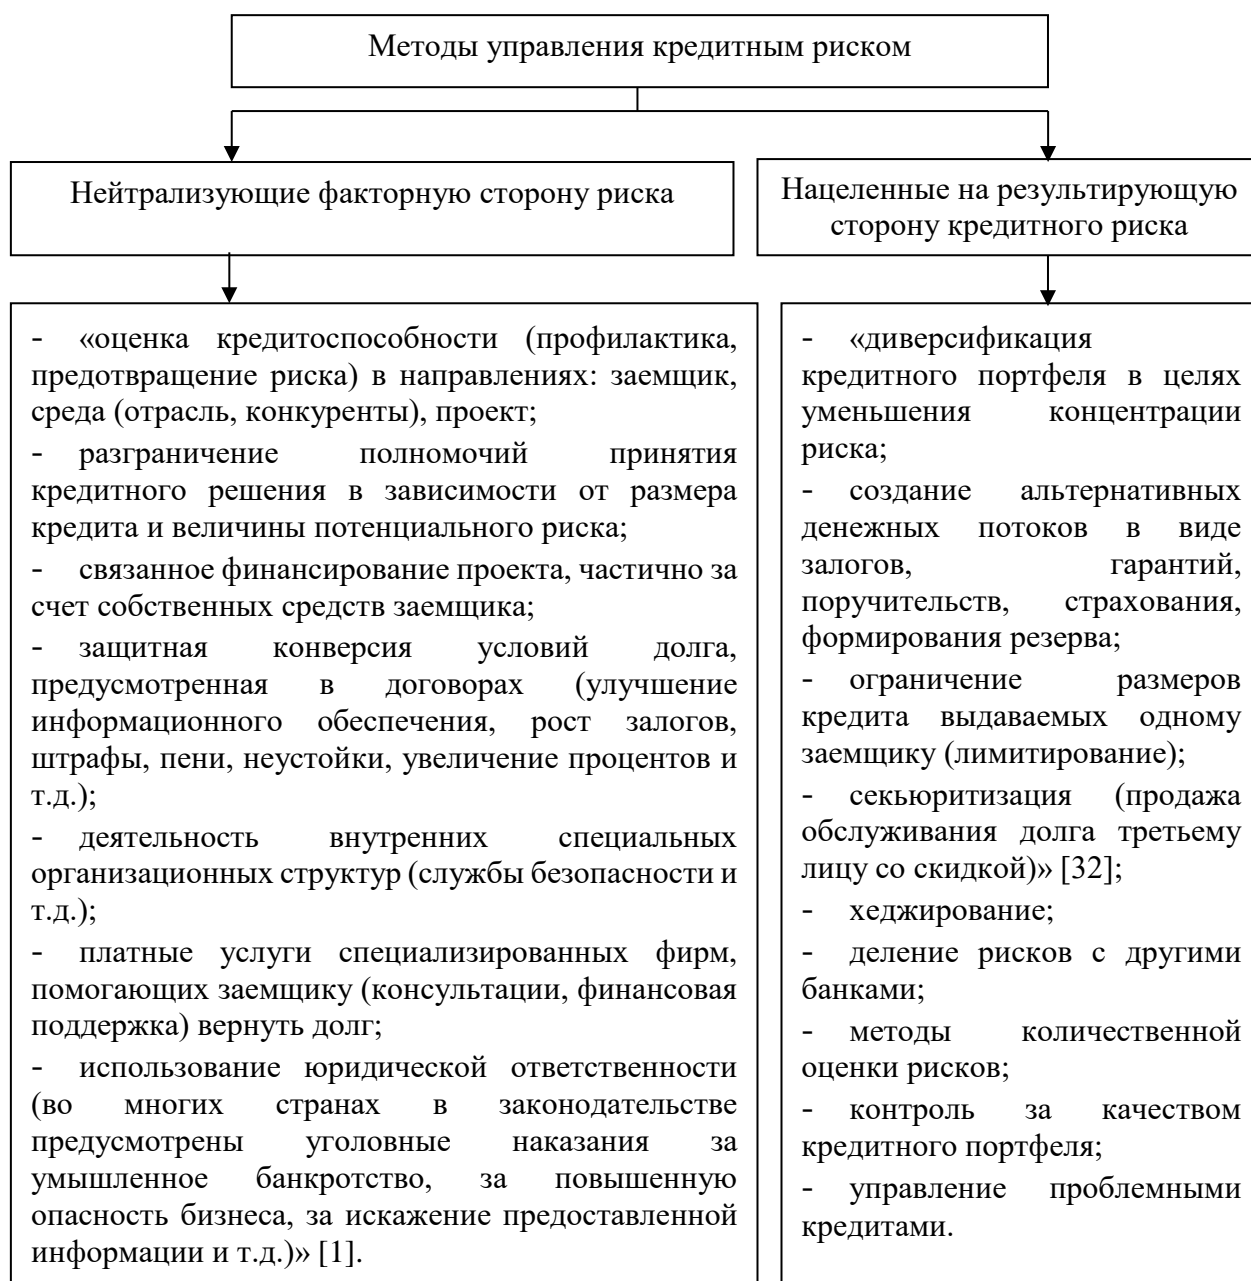 Методы управления кредитным риском
Нейтрализующие факторную сторону риска
Нацеленные на результирующую
сторону кредитного риска
- «оценка кредитоспособности (профилактика,
предотвращение риска) в направлениях: заемщик,
среда (отрасль, конкуренты), проект;
- разграничение полномочий принятия
кредитного решения в зависимости от размера
кредита и величины потенциального риска;
- связанное финансирование проекта, частично за
счет собственных средств заемщика;
- защитная конверсия условий долга,
предусмотренная в договорах (улучшение
информационного обеспечения, рост залогов,
штрафы, пени, неустойки, увеличение процентов и
т.д.);
- деятельность внутренних специальных
организационных структур (службы безопасности и
т.д.);
- платные услуги специализированных фирм,
помогающих заемщику (консультации, финансовая
поддержка) вернуть долг;
- использование юридической ответственности
(во многих странах в законодательстве
предусмотрены уголовные наказания за
умышленное банкротство, за повышенную
опасность бизнеса, за искажение предоставленной
информации и т.д.)» [1].
- «диверсификация
кредитного портфеля в целях
уменьшения концентрации
риска;
- создание альтернативных
денежных потоков в виде
залогов, гарантий,
поручительств, страхования,
формирования резерва;
- ограничение размеров
кредита выдаваемых одному
заемщику (лимитирование);
- секьюритизация (продажа
обслуживания долга третьему
лицу со скидкой)» [32];
- хеджирование;
- деление рисков с другими
банками;
- методы количественной
оценки рисков;
- контроль за качеством
кредитного портфеля;
- управление проблемными
кредитами.